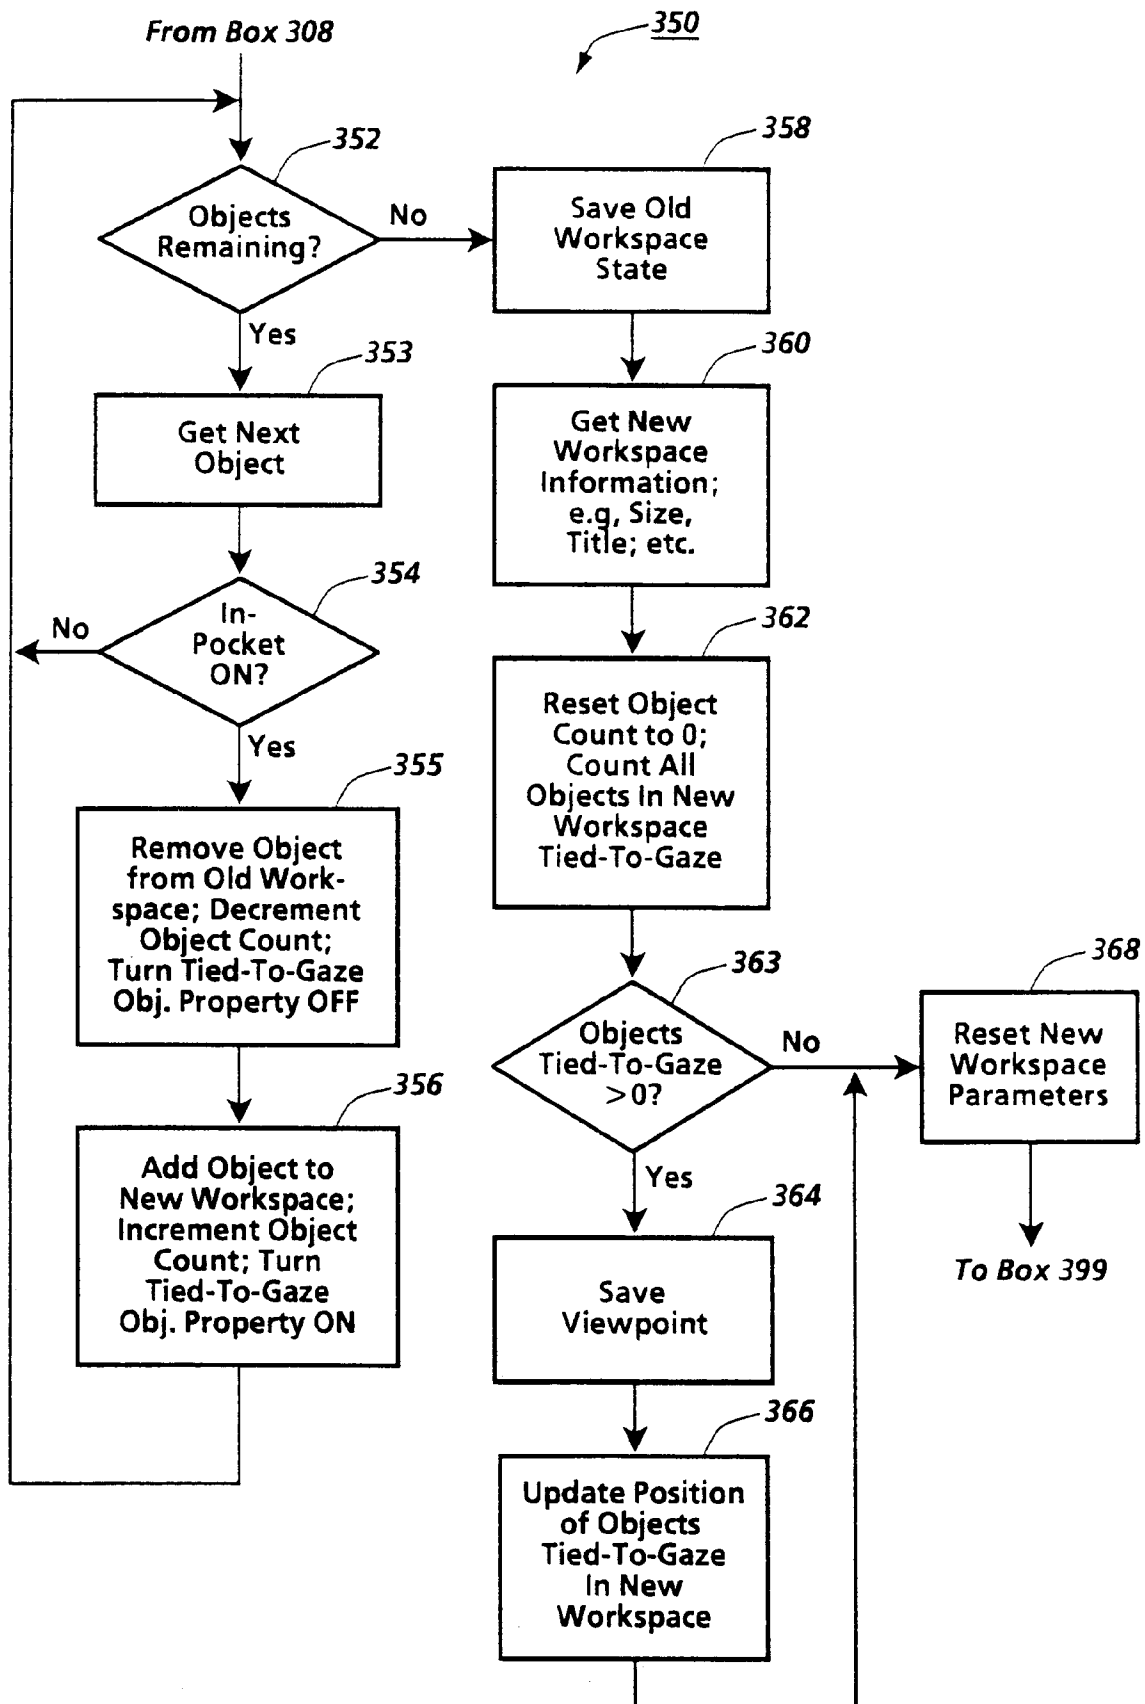 From Box 308
350
352
Objects
Remaining?
No
Yes
353
Get Next
Object
354
In-
Pocket
ON?
No
Yes
355
Remove Object
from Old Work-
space; Decrement
Object Count;
Turn Tied-To-Gaze
Obj. Property OFF
356
Add Object to
New Workspace;
Increment Object
Count; Turn
Tied-To-Gaze
Obj. Property ON
358
Save Old
Workspace
State
360
Get New
Workspace
Information;
e.g, Size,
Title; etc.
362
Reset Object
Count to 0;
Count All
Objects In New
Workspace
Tied-To-Gaze
363
Objects
Tied-To-Gaze
>0?
No
Yes
364
Save
Viewpoint
366
Update Position
of Objects
Tied-To-Gaze
In New
Workspace
368
Reset New
Workspace
Parameters
To Box 399